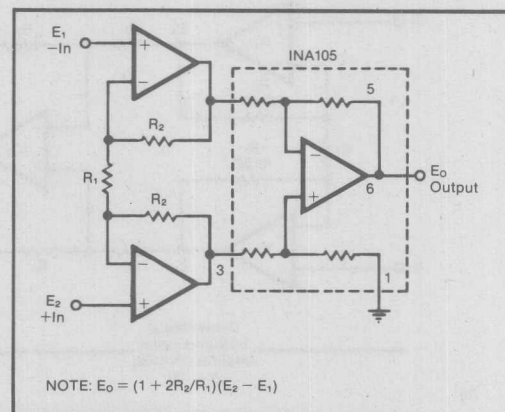 E1
−In
INA105
5
R2
−
6
+
EO
Output
R1
R2
3
1
E2
+In
NOTE: EO = (1 + 2R2/R1)(E2 − E1)